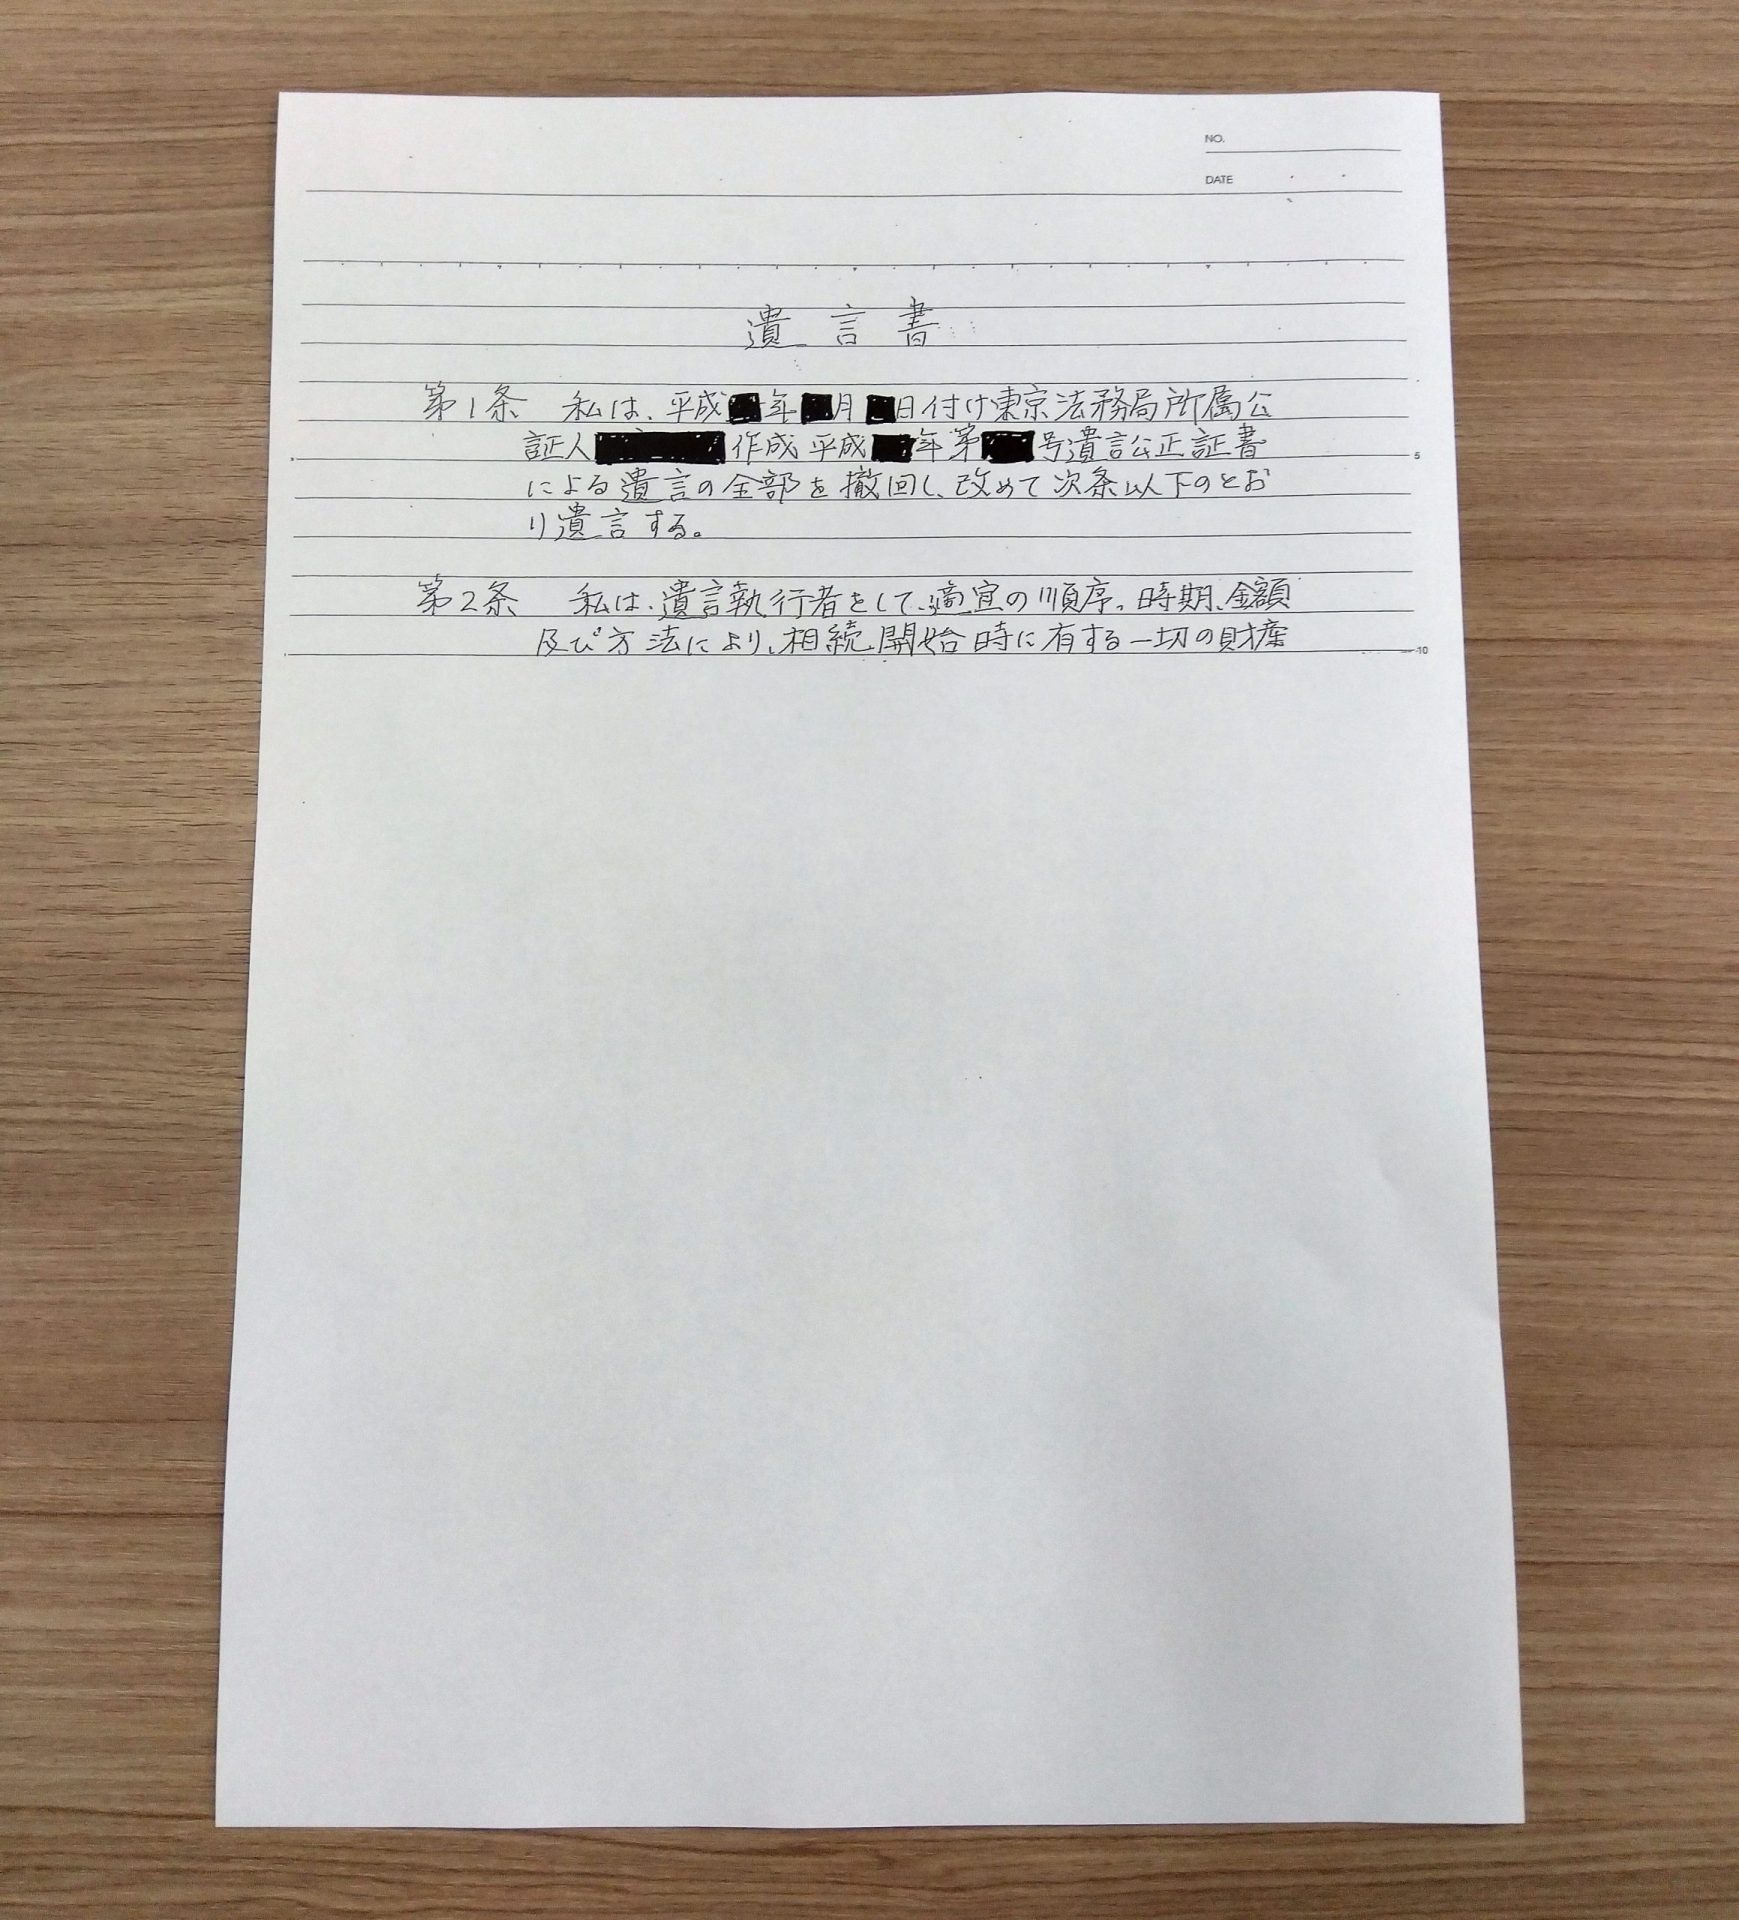 NO.
DATE
遺言書
第1条 私は、平成 年 月 日付け東京法務局所属公
証人 作成平成 年第 号遺言公正証書
による遺言の全部を撤回し、改めて次条以下のとお
り遺言する。
5
第2条 私は、遺言執行者をして、適宜の順序、時期、金額
及び方法により、相続開始時に有する一切の財産
10